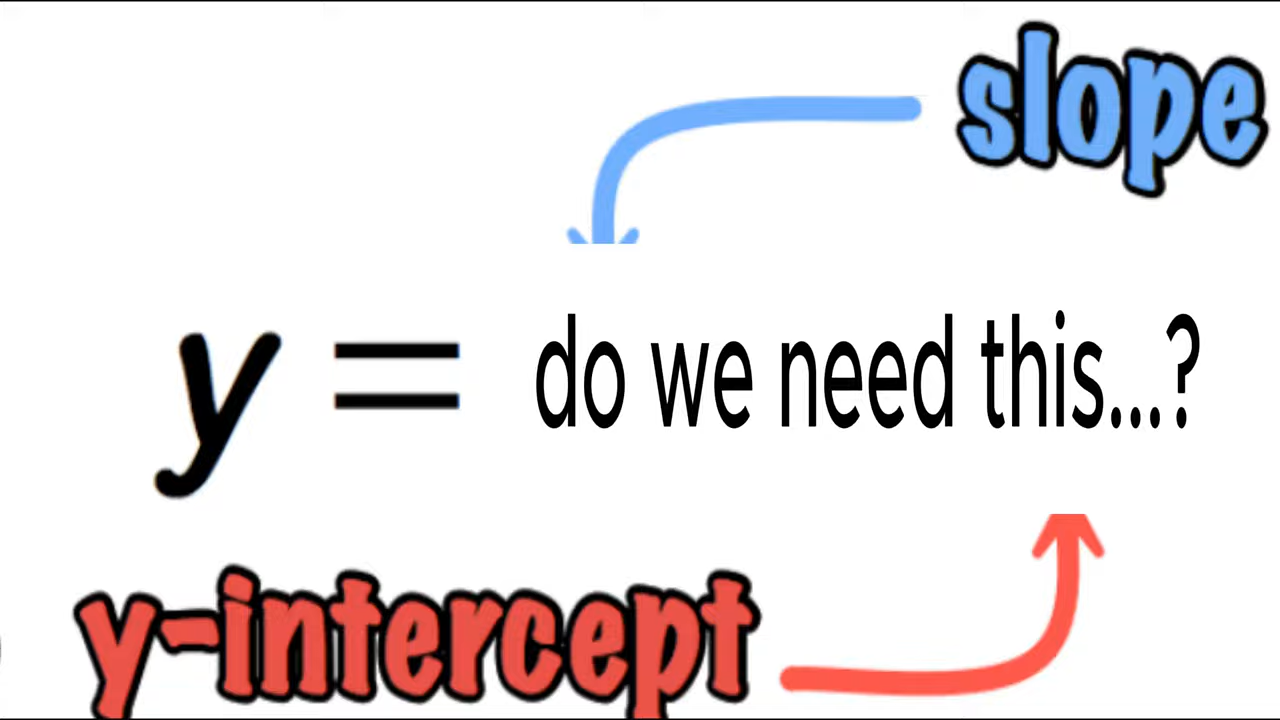 slope
y = do we need this...?
y-intercept